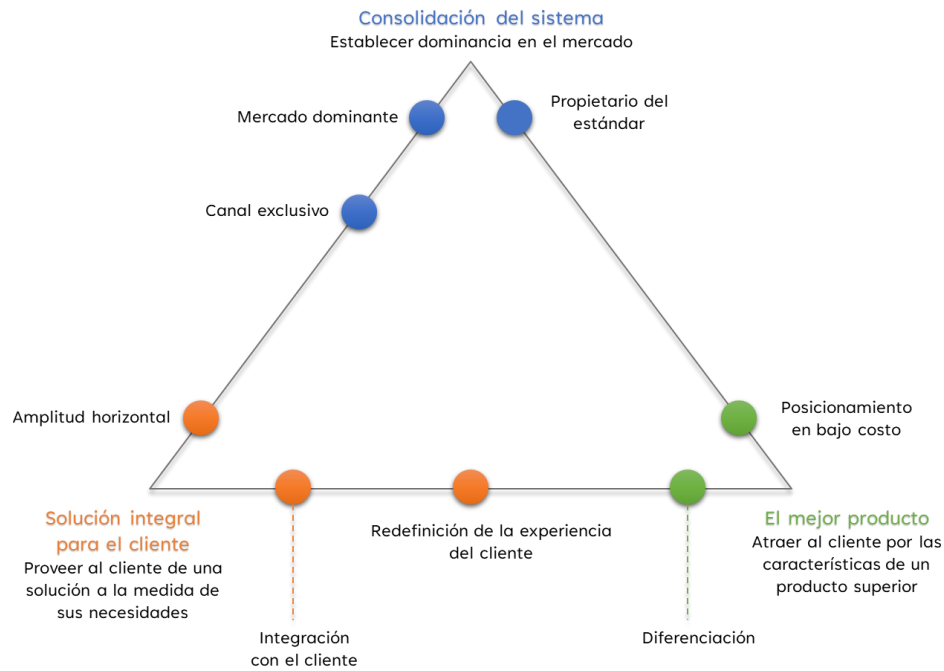 Consolidación del sistema
Establecer dominancia en el mercado
Mercado dominante
Propietario del
estándar
Canal exclusivo
Amplitud horizontal
Posicionamiento
en bajo costo
Solución integral
para el cliente
Proveer al cliente de una
solución a la medida de
sus necesidades
Redefinición de la experiencia
del cliente
El mejor producto
Atraer al cliente por las
características de un
producto superior
Integración
con el cliente
Diferenciación